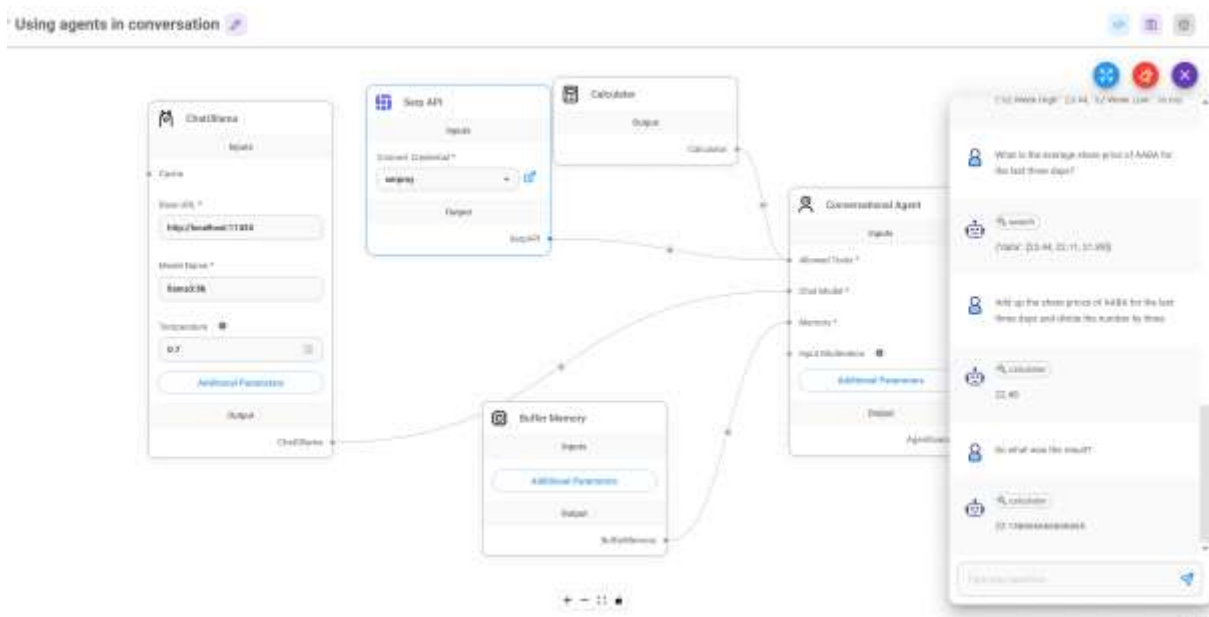 Using agents in conversation
ChatOllama
Inputs
Cache
Base URL *
http://localhost:11434
Model Name *
llama3:8b
Temperature
0.7
Additional Parameters
Output
ChatOllama
Serp API
Inputs
Connect Credential *
Output
SerpAPI
Calculator
Output
Calculator
Buffer Memory
Inputs
Additional Parameters
Output
BufferMemory
Conversational Agent
Inputs
Allowed Tools *
Chat Model *
Memory *
Input Moderation
Additional Parameters
Output
What is the average share price of AABA for
the last three days?
search
Add up the share prices of AABA for the last
three days and divide the number by three
calculator
So what was the result?
calculator